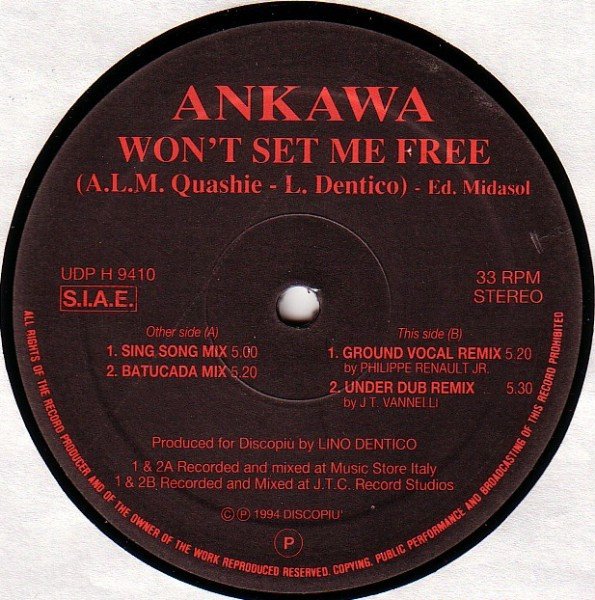 ANKAWA
WON'T SET ME FREE
(A.L.M. Quashie - L. Dentico) - Ed. Midasol
UDP H 9410
S.I.A.E.
33 RPM
STEREO
Other side (A)
1. SING SONG MIX 5.00
2. BATUCADA MIX 5.20
This side (B)
1. GROUND VOCAL REMIX 5.20
by PHILIPPE RENAULT JR.
2. UNDER DUB REMIX 5.30
by J.T. VANNELLI
Produced for Discopiù by LINO DENTICO
1 & 2A Recorded and mixed at Music Store Italy
1 & 2B Recorded and Mixed at J.T.C. Record Studios
© ℗ 1994 DISCOPIU'
P
ALL RIGHTS OF THE RECORD PRODUCER AND OF THE OWNER OF THE WORK REPRODUCED RESERVED. COPYING, PUBLIC PERFORMANCE AND BROADCASTING OF THIS RECORD PROHIBITED